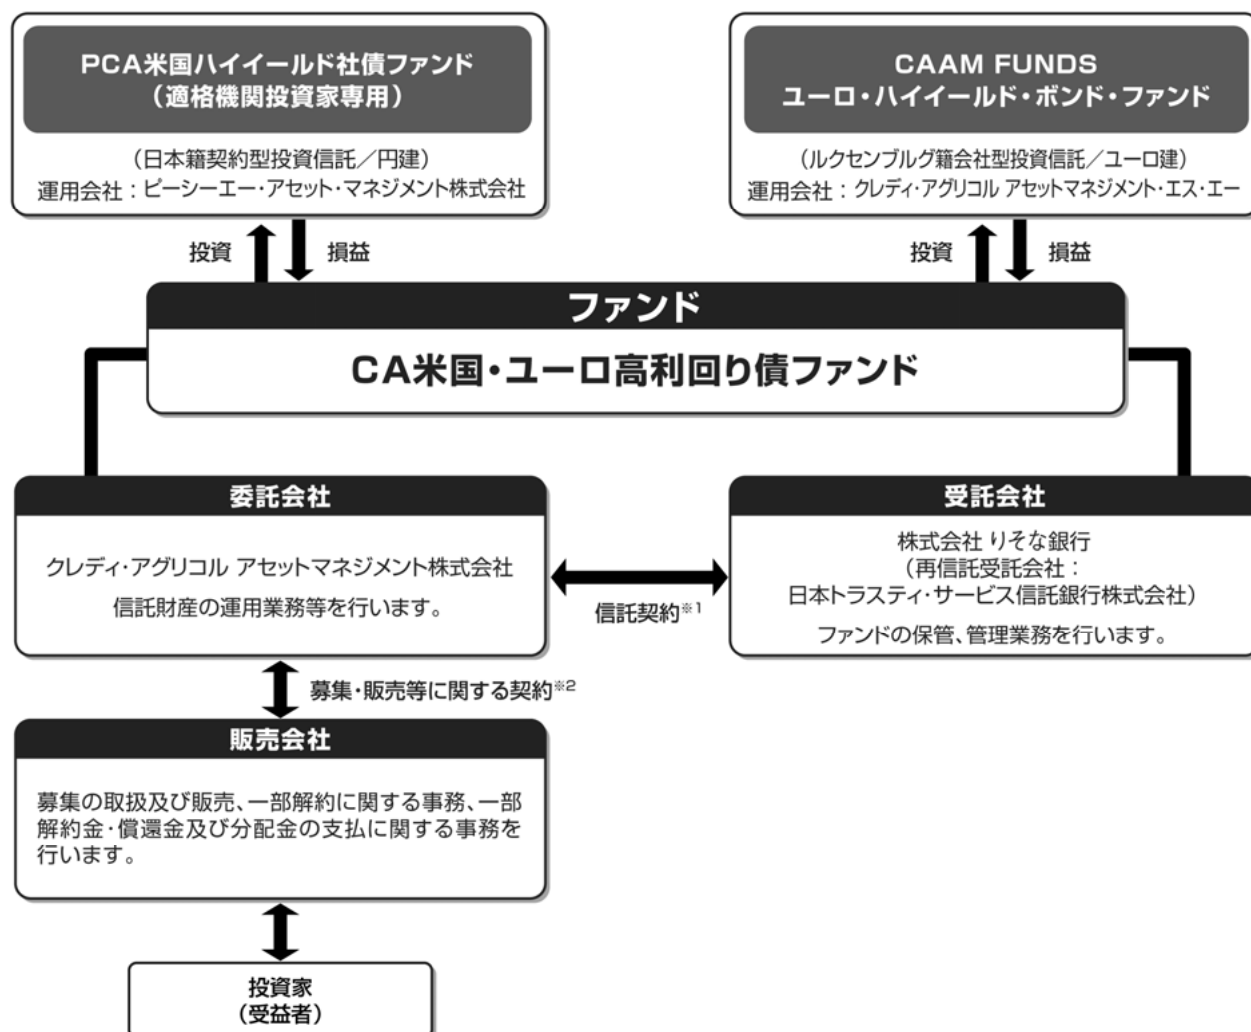 PCA米国ハイイールド社債ファンド
（適格機関投資家専用）
（日本籍契約型投資信託／円建）
運用会社：ピーシーエー・アセット・マネジメント株式会社
CAAM FUNDS
ユーロ・ハイイールド・ボンド・ファンド
（ルクセンブルグ籍会社型投資信託／ユーロ建）
運用会社：クレディ・アグリコル アセットマネジメント・エス・エー
投資
損益
投資
損益
ファンド
CA米国・ユーロ高利回り債ファンド
委託会社
クレディ・アグリコル アセットマネジメント株式会社
信託財産の運用業務等を行います。
信託契約※1
受託会社
株式会社 りそな銀行
（再信託受託会社：
日本トラスティ・サービス信託銀行株式会社）
ファンドの保管、管理業務を行います。
募集・販売等に関する契約※2
販売会社
募集の取扱及び販売、一部解約に関する事務、一部
解約金・償還金及び分配金の支払に関する事務を
行います。
投資家
（受益者）